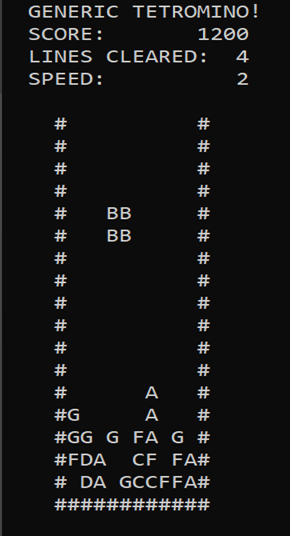 GENERIC TETROMINO!
SCORE:       1200
LINES CLEARED:  4
SPEED:          2

  #          #
  #          #
  #          #
  #          #
  #   BB     #
  #   BB     #
  #          #
  #          #
  #          #
  #          #
  #          #
  #          #
  #      A   #
  #G     A   #
  #GG G FA G #
  #FDA  CF FA#
  # DA GCCFFA#
  ############